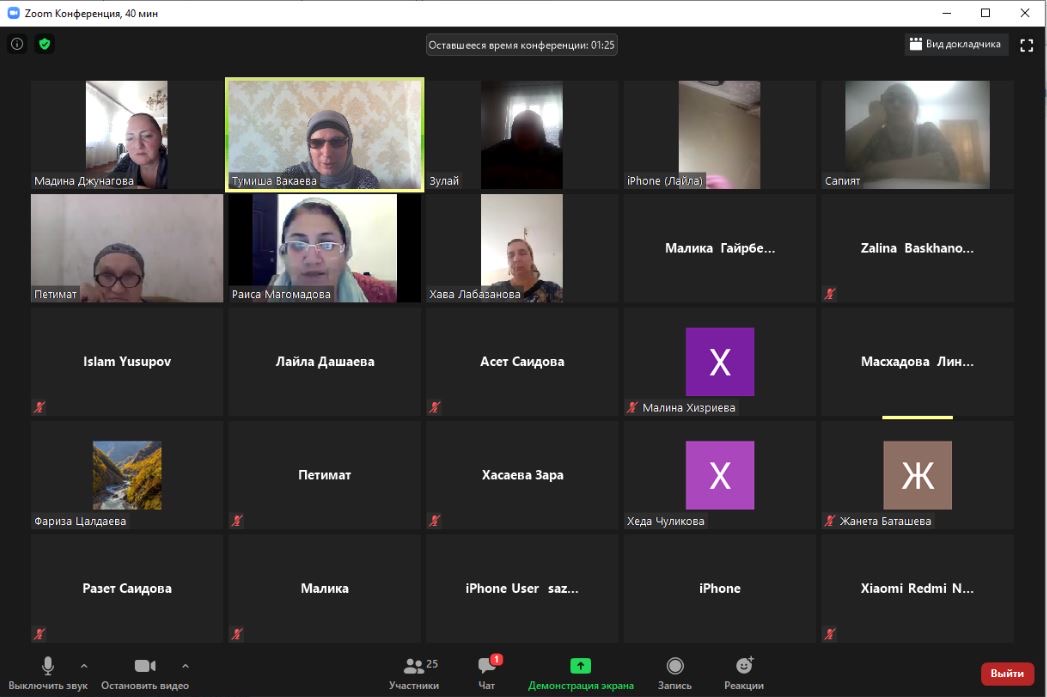 Zoom Конференция, 40 мин
Оставшееся время конференции: 01:25
Вид докладчика
Мадина Джунагова
Тумиша Вакаева
Зулай
iPhone (Лайла)
Сапият
Петимат
Раиса Магомадова
Хава Лабазанова
Малика Гайрбе...
Zalina Baskhano...
Islam Yusupov
Лайла Дашаева
Асет Саидова
X
Малина Хизриева
Масхадова Лин...
Фариза Цалдаева
Петимат
Хасаева Зара
X
Хеда Чуликова
Ж
Жанета Баташева
Разет Саидова
Малика
iPhone User saz...
iPhone
Xiaomi Redmi N...
Выключить звук
Остановить видео
25
Участники
1
Чат
Демонстрация экрана
Запись
Реакции
Выйти